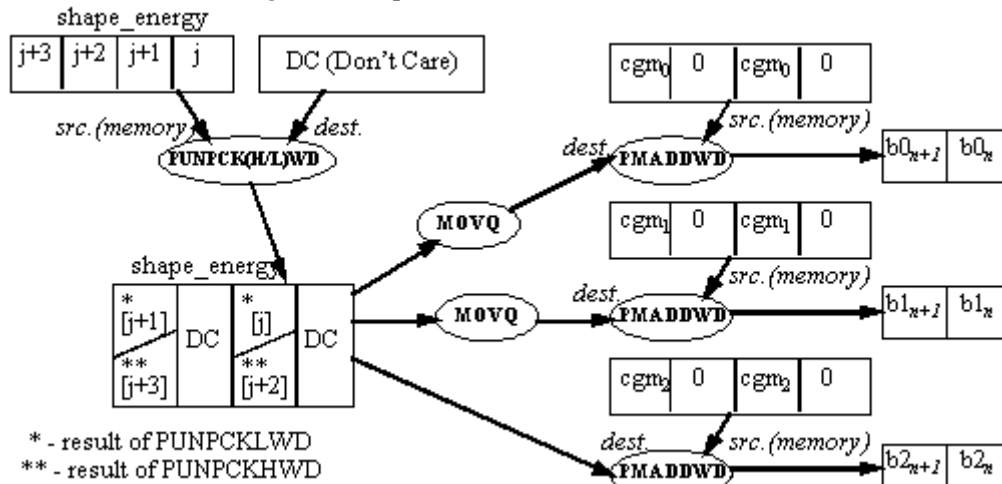 shape_energy
j+3 j+2 j+1 j
DC (Don't Care)
cgm0 0 cgm0 0
src.(memory
dest.
src.(memory)
PUNPCK(H/L)WD
dest.
PMADDWD
b0n+1 b0n
MOVQ
cgm1 0 cgm1 0
shape_energy
src.(memory)
* [j+1] DC * [j] DC
** [j+3] ** [j+2]
MOVQ
dest.
PMADDWD
b1n+1 b1n
cgm2 0 cgm2 0
* - result of PUNPCKLWD
** - result of PUNPCKHWD
dest.
src.(memory)
PMADDWD
b2n+1 b2n